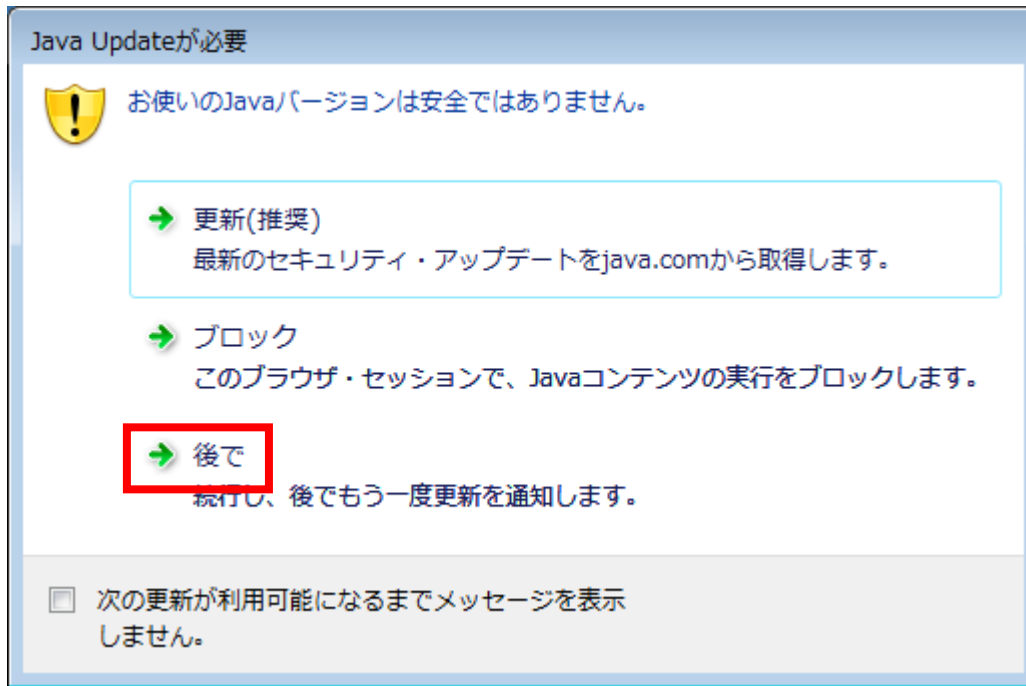 Java Updateが必要
お使いのJavaバージョンは安全ではありません。
更新(推奨)
最新のセキュリティ・アップデートをjava.comから取得します。
ブロック
このブラウザ・セッションで、Javaコンテンツの実行をブロックします。
後で
続行し、後でもう一度更新を通知します。
次の更新が利用可能になるまでメッセージを表示
しません。